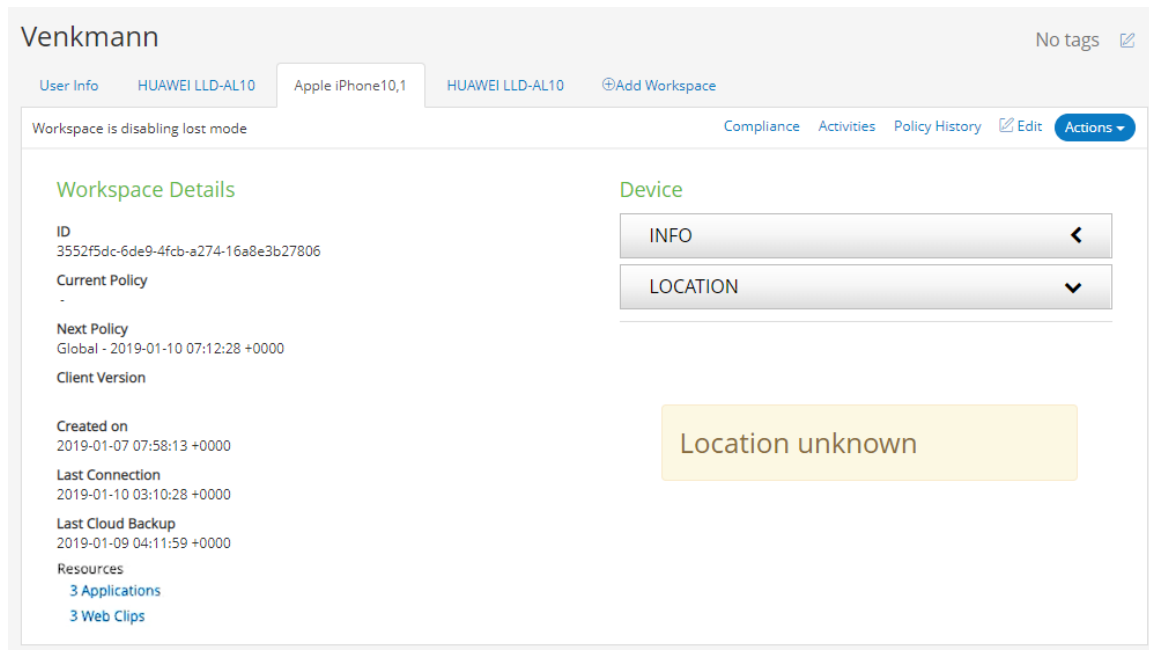 Venkmann
No tags
User Info HUAWEI LLD-AL10 Apple iPhone10,1 HUAWEI LLD-AL10 Add Workspace
Workspace is disabling lost mode
Compliance Activities Policy History Edit Actions
Workspace Details
ID
3552f5dc-6de9-4fcb-a274-16a8e3b27806
Current Policy
-
Next Policy
Global - 2019-01-10 07:12:28 +0000
Client Version
Created on
2019-01-07 07:58:13 +0000
Last Connection
2019-01-10 03:10:28 +0000
Last Cloud Backup
2019-01-09 04:11:59 +0000
Resources
3 Applications
3 Web Clips
Device
INFO
LOCATION
Location unknown